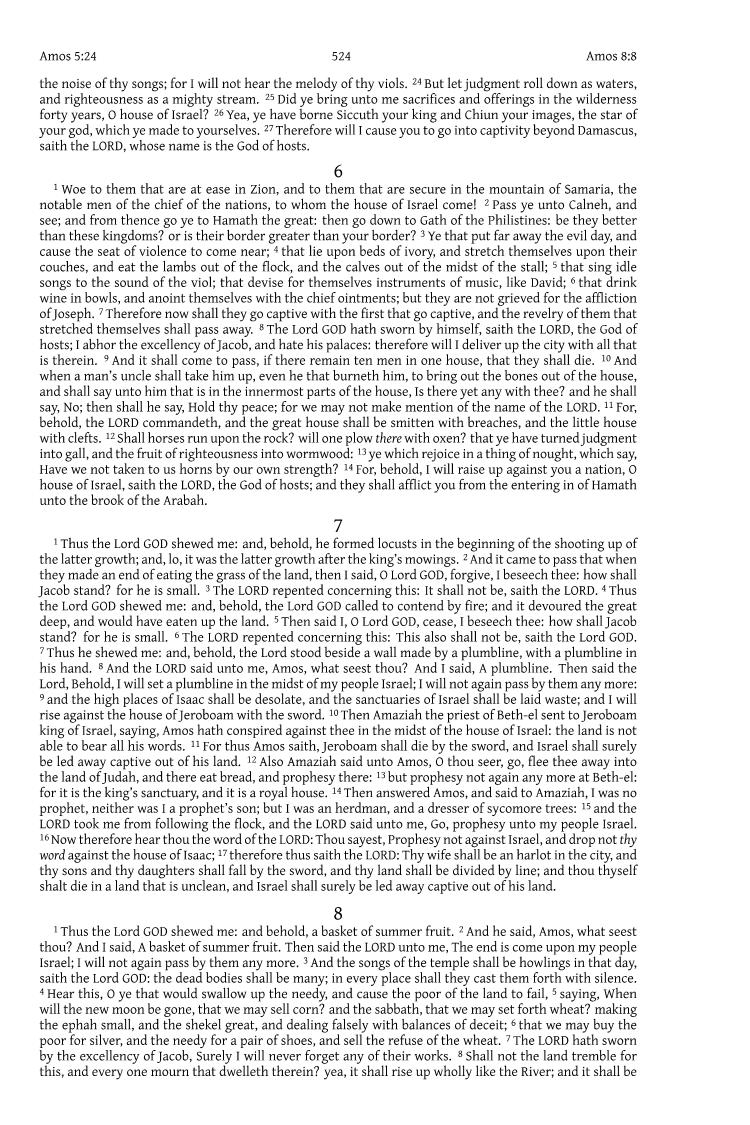 Amos 5:24 524 Amos 8:8
the noise of thy songs; for I will not hear the melody of thy viols. 24 But let judgment roll down as waters,
and righteousness as a mighty stream. 25 Did ye bring unto me sacrifices and offerings in the wilderness
forty years, O house of Israel? 26 Yea, ye have borne Siccuth your king and Chiun your images, the star of
your god, which ye made to yourselves. 27 Therefore will I cause you to go into captivity beyond Damascus,
saith the LORD, whose name is the God of hosts.
6
1 Woe to them that are at ease in Zion, and to them that are secure in the mountain of Samaria, the
notable men of the chief of the nations, to whom the house of Israel come! 2 Pass ye unto Calneh, and
see; and from thence go ye to Hamath the great: then go down to Gath of the Philistines: be they better
than these kingdoms? or is their border greater than your border? 3 Ye that put far away the evil day, and
cause the seat of violence to come near; 4 that lie upon beds of ivory, and stretch themselves upon their
couches, and eat the lambs out of the flock, and the calves out of the midst of the stall; 5 that sing idle
songs to the sound of the viol; that devise for themselves instruments of music, like David; 6 that drink
wine in bowls, and anoint themselves with the chief ointments; but they are not grieved for the affliction
of Joseph. 7 Therefore now shall they go captive with the first that go captive, and the revelry of them that
stretched themselves shall pass away. 8 The Lord GOD hath sworn by himself, saith the LORD, the God of
hosts; I abhor the excellency of Jacob, and hate his palaces: therefore will I deliver up the city with all that
is therein. 9 And it shall come to pass, if there remain ten men in one house, that they shall die. 10 And
when a man's uncle shall take him up, even he that burneth him, to bring out the bones out of the house,
and shall say unto him that is in the innermost parts of the house, Is there yet any with thee? and he shall
say, No; then shall he say, Hold thy peace; for we may not make mention of the name of the LORD. 11 For,
behold, the LORD commandeth, and the great house shall be smitten with breaches, and the little house
with clefts. 12 Shall horses run upon the rock? will one plow there with oxen? that ye have turned judgment
into gall, and the fruit of righteousness into wormwood: 13 ye which rejoice in a thing of nought, which say,
Have we not taken to us horns by our own strength? 14 For, behold, I will raise up against you a nation, O
house of Israel, saith the LORD, the God of hosts; and they shall afflict you from the entering in of Hamath
unto the brook of the Arabah.
7
1 Thus the Lord GOD shewed me: and, behold, he formed locusts in the beginning of the shooting up of
the latter growth; and, lo, it was the latter growth after the king's mowings. 2 And it came to pass that when
they made an end of eating the grass of the land, then I said, O Lord GOD, forgive, I beseech thee: how shall
Jacob stand? for he is small. 3 The LORD repented concerning this: It shall not be, saith the LORD. 4 Thus
the Lord GOD shewed me: and, behold, the Lord GOD called to contend by fire; and it devoured the great
deep, and would have eaten up the land. 5 Then said I, O Lord GOD, cease, I beseech thee: how shall Jacob
stand? for he is small. 6 The LORD repented concerning this: This also shall not be, saith the Lord GOD.
7 Thus he shewed me: and, behold, the Lord stood beside a wall made by a plumbline, with a plumbline in
his hand. 8 And the LORD said unto me, Amos, what seest thou? And I said, A plumbline. Then said the
Lord, Behold, I will set a plumbline in the midst of my people Israel; I will not again pass by them any more:
9 and the high places of Isaac shall be desolate, and the sanctuaries of Israel shall be laid waste; and I will
rise against the house of Jeroboam with the sword. 10 Then Amaziah the priest of Beth-el sent to Jeroboam
king of Israel, saying, Amos hath conspired against thee in the midst of the house of Israel: the land is not
able to bear all his words. 11 For thus Amos saith, Jeroboam shall die by the sword, and Israel shall surely
be led away captive out of his land. 12 Also Amaziah said unto Amos, O thou seer, go, flee thee away into
the land of Judah, and there eat bread, and prophesy there: 13 but prophesy not again any more at Beth-el:
for it is the king's sanctuary, and it is a royal house. 14 Then answered Amos, and said to Amaziah, I was no
prophet, neither was I a prophet's son; but I was an herdman, and a dresser of sycomore trees: 15 and the
LORD took me from following the flock, and the LORD said unto me, Go, prophesy unto my people Israel.
16 Now therefore hear thou the word of the LORD: Thou sayest, Prophesy not against Israel, and drop not thy
word against the house of Isaac; 17 therefore thus saith the LORD: Thy wife shall be an harlot in the city, and
thy sons and thy daughters shall fall by the sword, and thy land shall be divided by line; and thou thyself
shalt die in a land that is unclean, and Israel shall surely be led away captive out of his land.
8
1 Thus the Lord GOD shewed me: and behold, a basket of summer fruit. 2 And he said, Amos, what seest
thou? And I said, A basket of summer fruit. Then said the LORD unto me, The end is come upon my people
Israel; I will not again pass by them any more. 3 And the songs of the temple shall be howlings in that day,
saith the Lord GOD: the dead bodies shall be many; in every place shall they cast them forth with silence.
4 Hear this, O ye that would swallow up the needy, and cause the poor of the land to fail, 5 saying, When
will the new moon be gone, that we may sell corn? and the sabbath, that we may set forth wheat? making
the ephah small, and the shekel great, and dealing falsely with balances of deceit; 6 that we may buy the
poor for silver, and the needy for a pair of shoes, and sell the refuse of the wheat. 7 The LORD hath sworn
by the excellency of Jacob, Surely I will never forget any of their works. 8 Shall not the land tremble for
this, and every one mourn that dwelleth therein? yea, it shall rise up wholly like the River; and it shall be